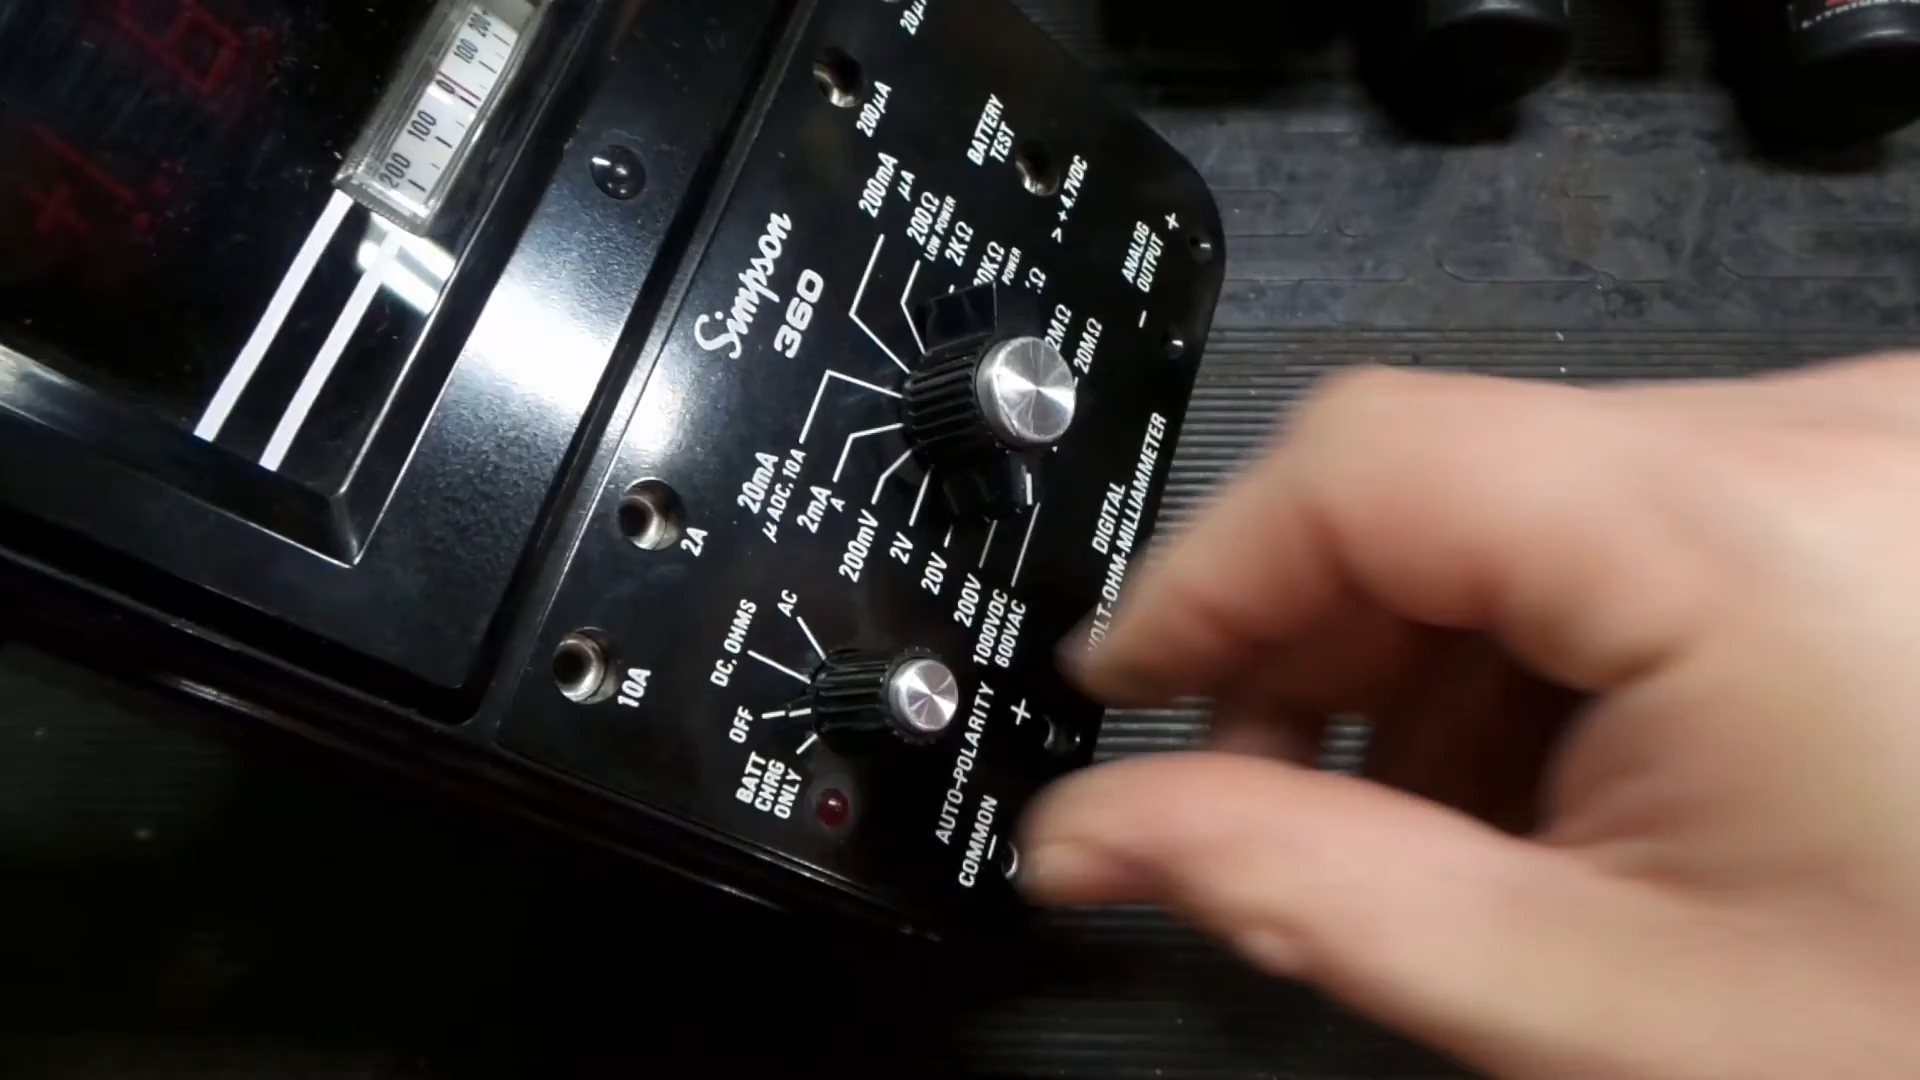 200 100 0 100 200
20µA
200µA
BATTERY
TEST
> + 4.7VDC
200mA
µA
200Ω
LOW POWER
2KΩ
POWER
2MΩ
20MΩ
ANALOG
OUTPUT
+
−
Simpson
360
20mA
µ ADC, 10A
2mA
A
200mV
2V
20V
200V
1000VDC
600VAC
DIGITAL
VOLT-OHM-MILLIAMMETER
2A
10A
AC
DC, OHMS
OFF
BATT
CHRG
ONLY
AUTO-POLARITY
+
COMMON
−